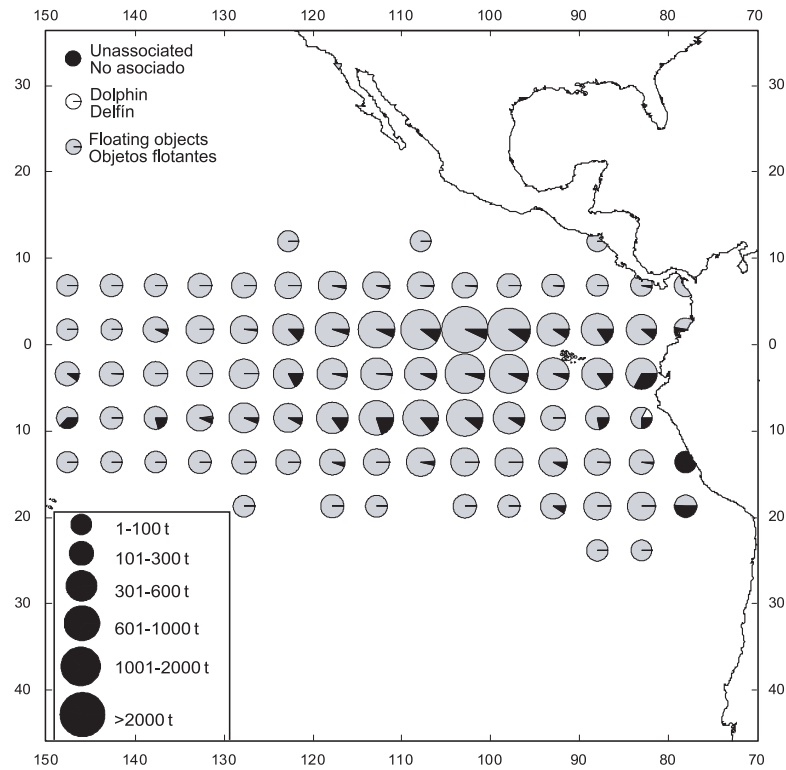 150 140 130 120 110 100 90 80 70
Unassociated
No asociado
Dolphin
Delfín
Floating objects
Objetos flotantes
30 30
20 20
10 10
0 0
10 10
20 20
30 30
40 40
1-100 t
101-300 t
301-600 t
601-1000 t
1001-2000 t
>2000 t
150 140 130 120 110 100 90 80 70